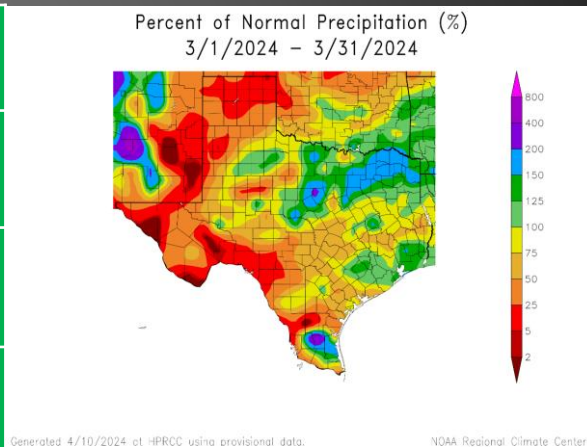 Percent of Normal Precipitation (%)
3/1/2024 – 3/31/2024
800
400
200
150
125
100
75
50
25
5
2
Generated 4/10/2024 at HPRCC using provisional data.
NOAA Regional Climate Center